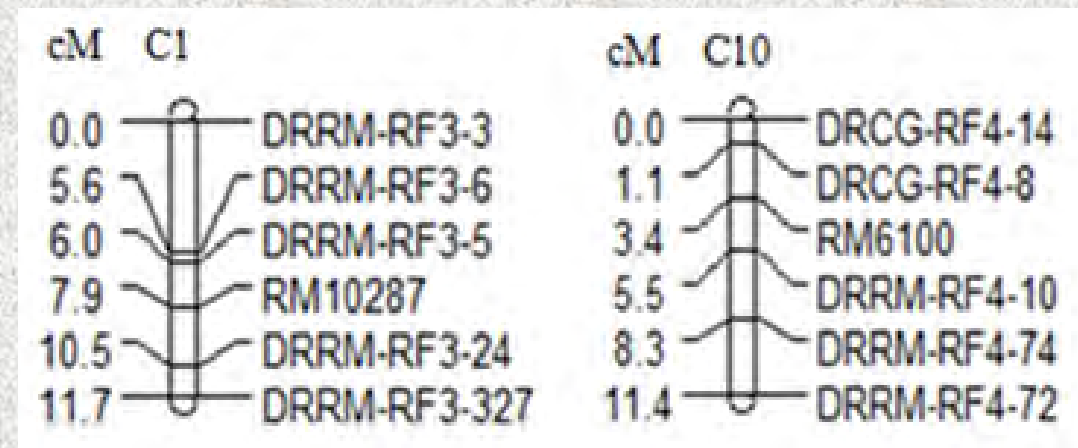 cM C1
0.0 DRRM-RF3-3
5.6 DRRM-RF3-6
6.0 DRRM-RF3-5
7.9 RM10287
10.5 DRRM-RF3-24
11.7 DRRM-RF3-327
cM C10
0.0 DRCG-RF4-14
1.1 DRCG-RF4-8
3.4 RM6100
5.5 DRRM-RF4-10
8.3 DRRM-RF4-74
11.4 DRRM-RF4-72